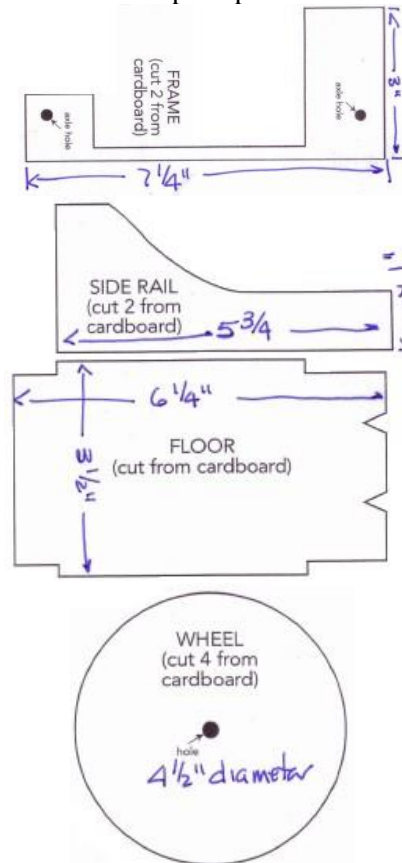 FRAME
(cut 2 from
cardboard)
axle hole
axle hole
3"
7 1/4"
SIDE RAIL
(cut 2 from
cardboard)
5 3/4
1"
6 1/4"
3 1/2"
FLOOR
(cut from cardboard)
WHEEL
(cut 4 from
cardboard)
hole
4 1/2" diameter